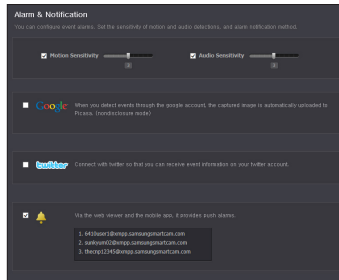 Alarm & Notification
You can configure event alarms. Set the sensitivity of motion and audio detections, and alarm notification method.
Motion Sensitivity
Audio Sensitivity
3
3
Google
When you detect events through the google account, the captured image is automatically uploaded to
Picasa. (nondisclosure mode)
twitter
Connect with twitter so that you can receive event information on your twitter account.
Via the web viewer and the mobile app, it provides push alarms.
1. 6410user1@xmpp.samsungsmartcam.com
2. sunkyum02@xmpp.samsungsmartcam.com
3. thecnp12345@xmpp.samsungsmartcam.com